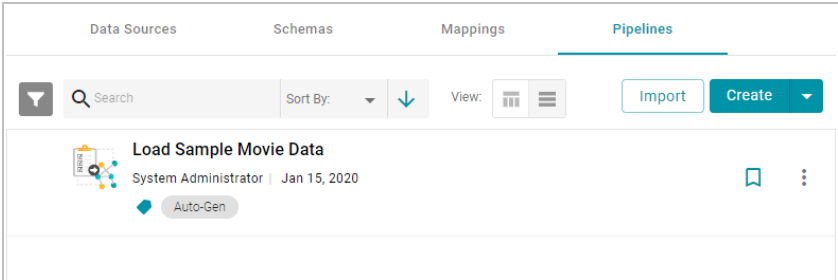 Data Sources Schemas Mappings Pipelines
Search Sort By: View: Import Create
Load Sample Movie Data
System Administrator | Jan 15, 2020
Auto-Gen